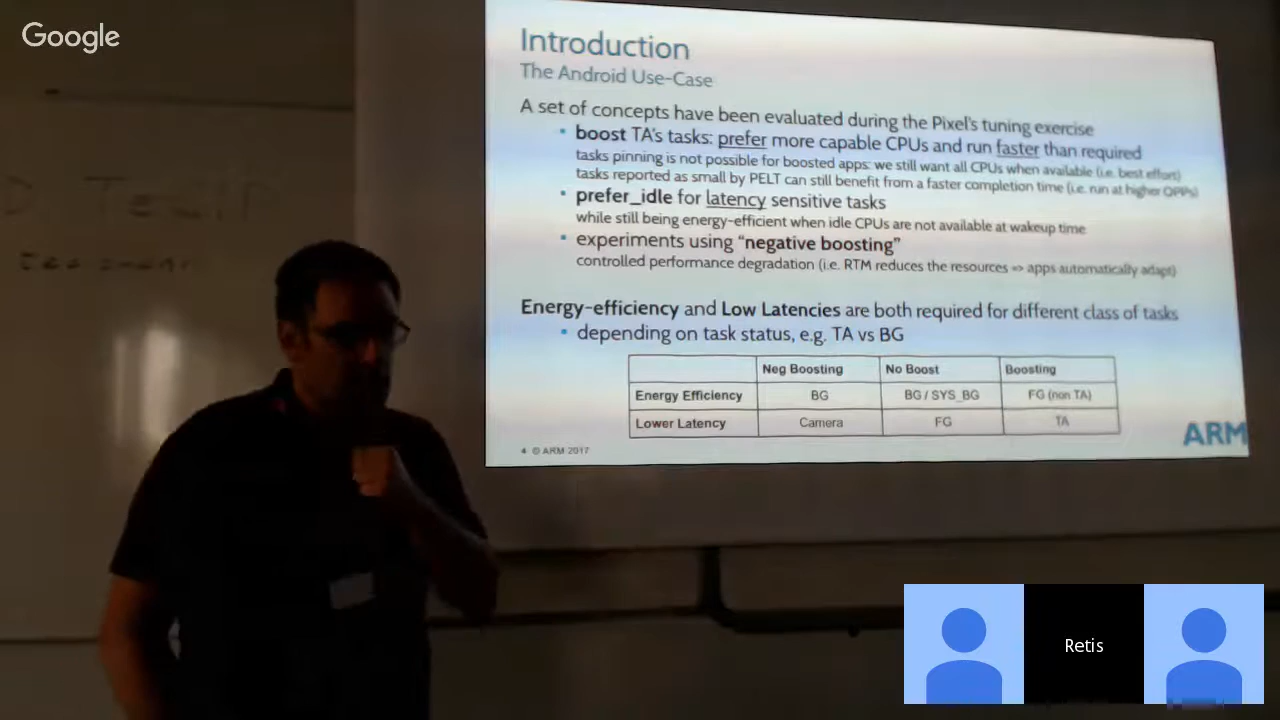 Google
Introduction
The Android Use-Case
A set of concepts have been evaluated during the Pixel's tuning exercise
• boost TA's tasks: prefer more capable CPUs and run faster than required
tasks pinning is not possible for boosted apps: we still want all CPUs when available (i.e. best effort)
tasks reported as small by PELT can still benefit from a faster completion time (i.e. run at higher OPPs)
• prefer_idle for latency sensitive tasks
while still being energy-efficient when idle CPUs are not available at wakeup time
• experiments using “negative boosting”
controlled performance degradation (i.e. RTM reduces the resources => apps automatically adapt)
Energy-efficiency and Low Latencies are both required for different class of tasks
• depending on task status, e.g. TA vs BG
Neg Boosting No Boost Boosting
Energy Efficiency BG BG / SYS_BG FG (non TA)
Lower Latency Camera FG TA
4 © ARM 2017
ARM
Retis